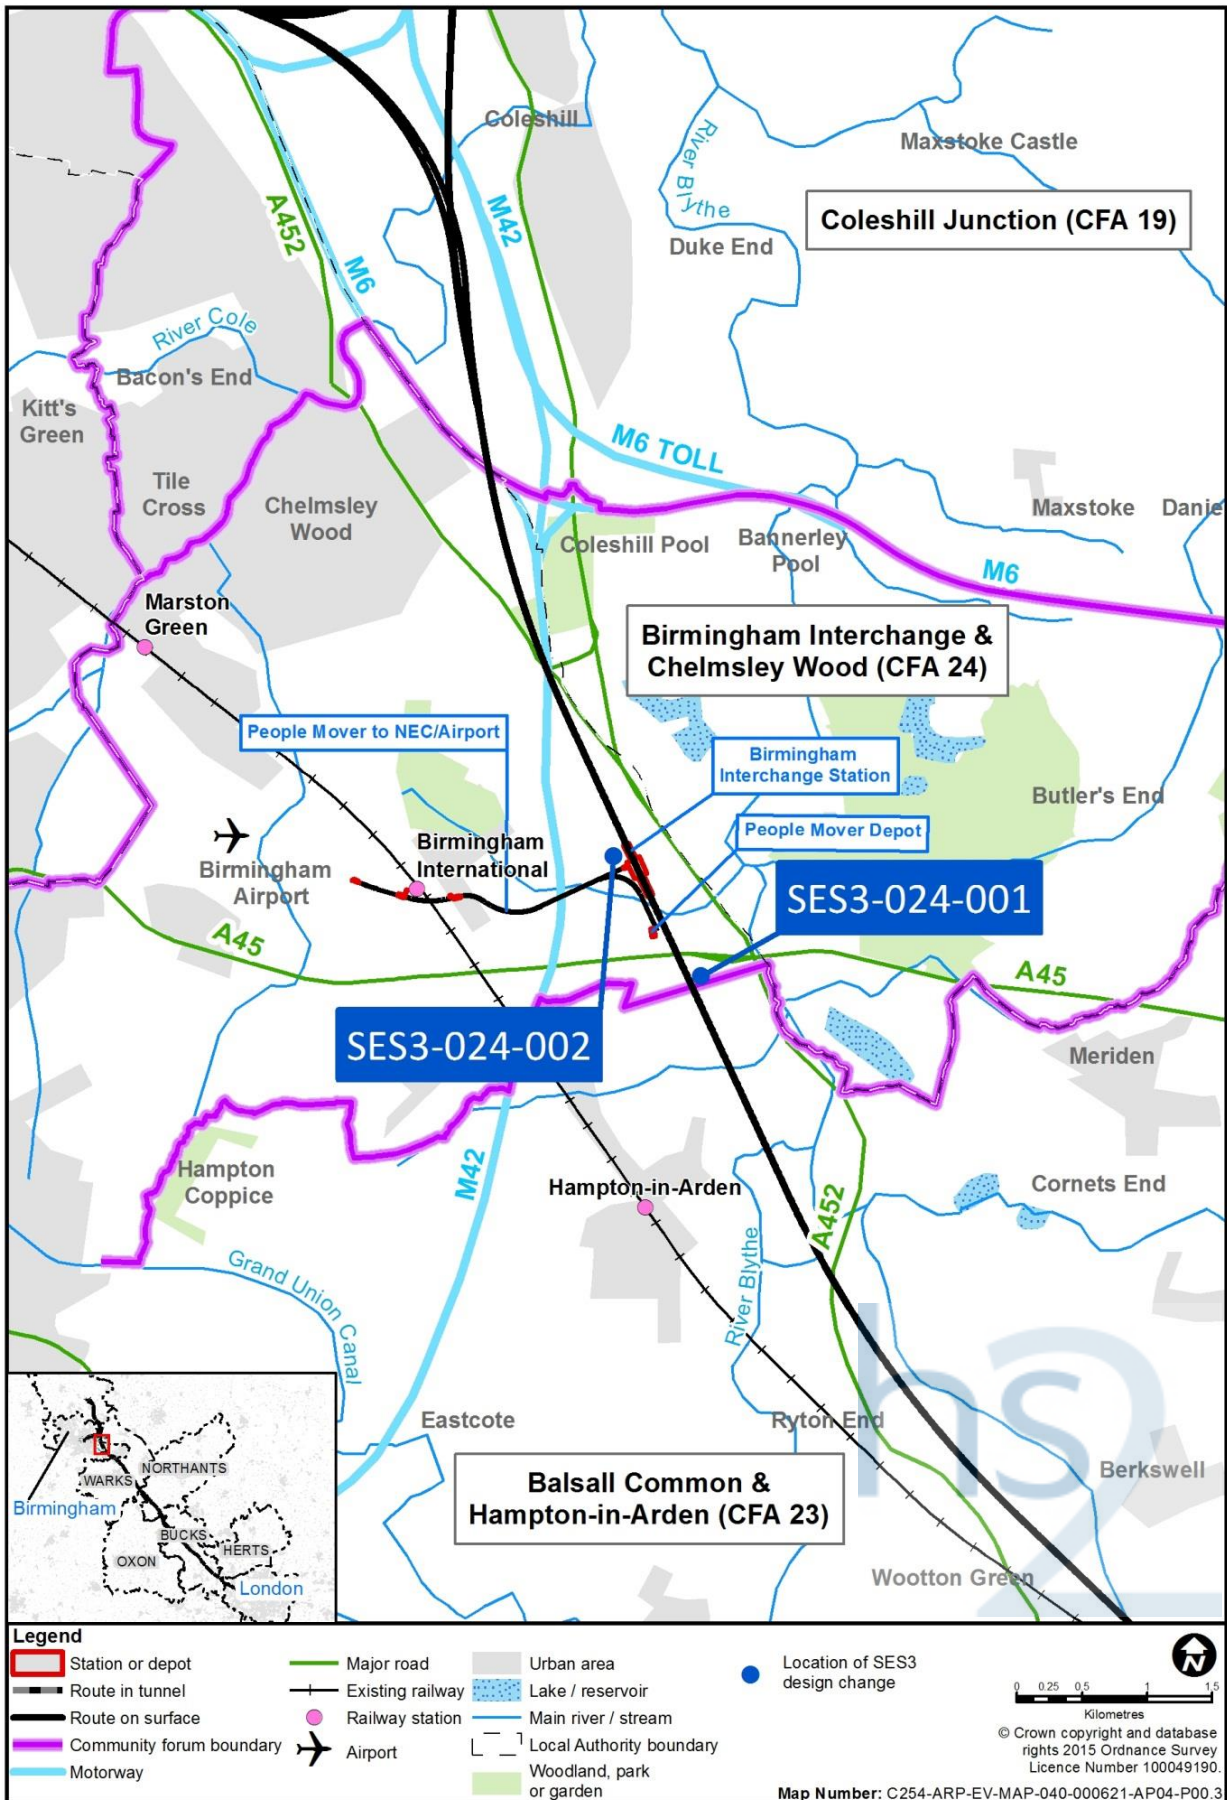 Coleshill
Maxstoke Castle
River Blythe
Coleshill Junction (CFA 19)
Duke End
A452
M6
M42
River Cole
Bacon's End
Kitt's
Green
Tile
Cross
Chelmsley
Wood
M6 TOLL
Maxstoke
Danie
Coleshill Pool
Bannerley
Pool
M6
Marston
Green
Birmingham Interchange &
Chelmsley Wood (CFA 24)
People Mover to NEC/Airport
Birmingham
Interchange Station
Butler's End
People Mover Depot
Birmingham
International
Birmingham
Airport
SES3-024-001
A45
A45
SES3-024-002
Meriden
Hampton
Coppice
M42
Hampton-in-Arden
Cornets End
A452
River Blythe
Grand Union Canal
hs2
Eastcote
Ryton End
Berkswell
Balsall Common &
Hampton-in-Arden (CFA 23)
Wootton Green
NORTHANTS
WARKS
Birmingham
BUCKS
HERTS
OXON
London
Legend
Station or depot
Route in tunnel
Route on surface
Community forum boundary
Motorway
Major road
Existing railway
Railway station
Airport
Urban area
Lake / reservoir
Main river / stream
Local Authority boundary
Woodland, park
or garden
Location of SES3
design change
N
0 0.25 0.5 1 1.5
Kilometres
© Crown copyright and database
rights 2015 Ordnance Survey
Licence Number 100049190.
Map Number: C254-ARP-EV-MAP-040-000621-AP04-P00.3